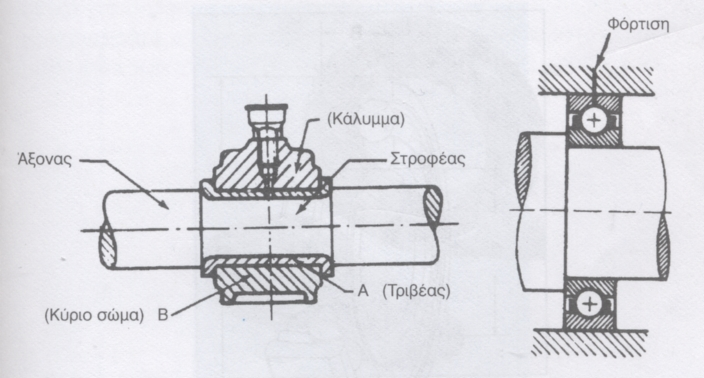 Φόρτιση
(Κάλυμμα)
Άξονας
Στροφέας
Α (Τριβέας)
(Κύριο σώμα) Β